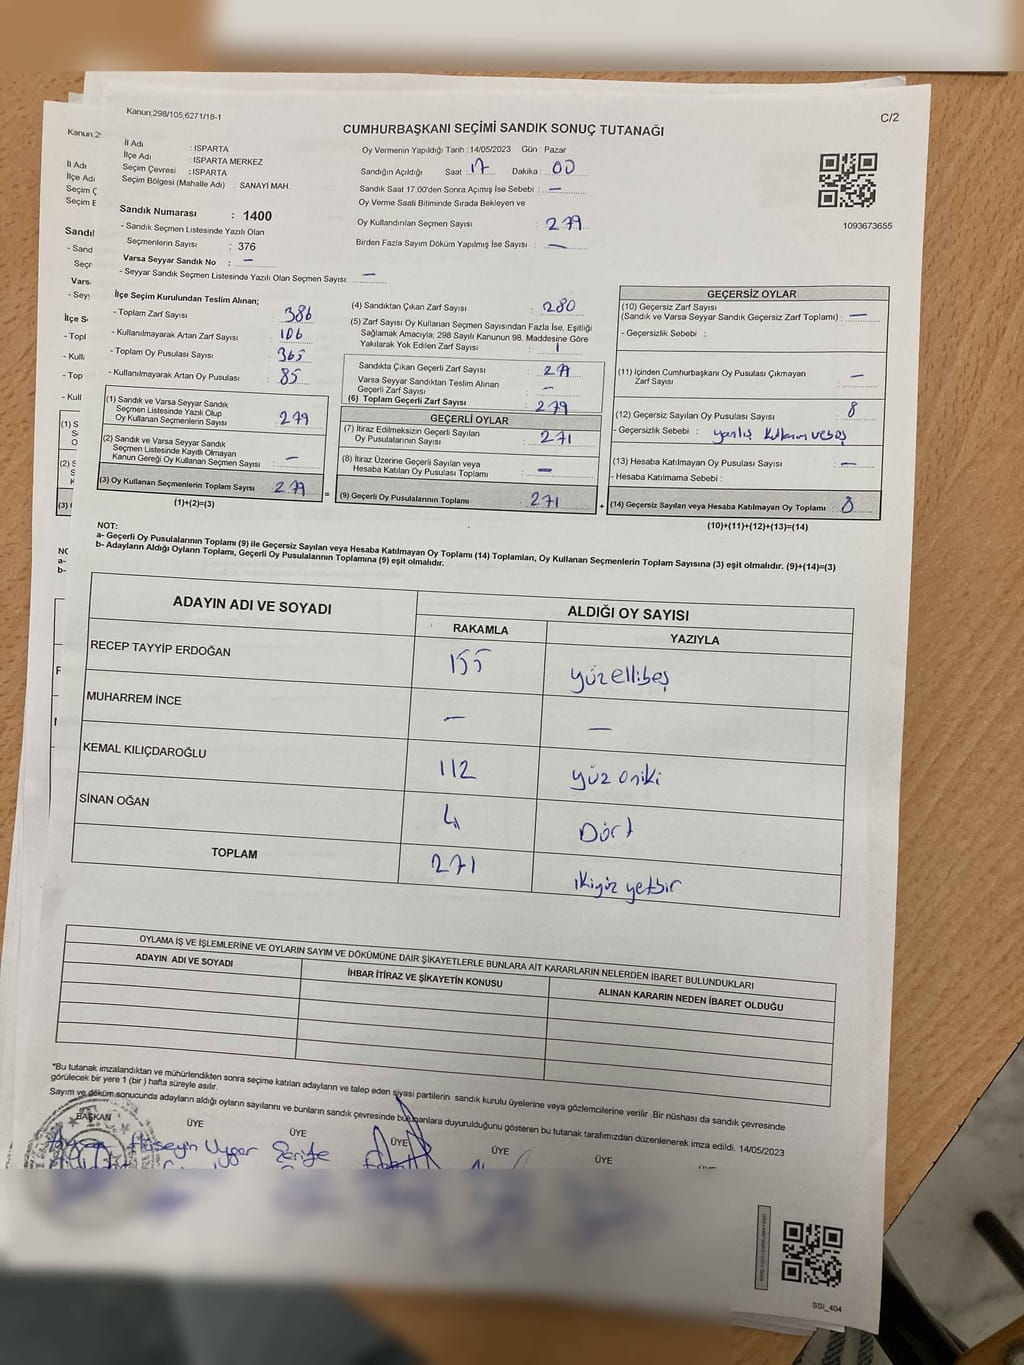 Kanun;298/105,6271/18-1
C/2
CUMHURBAŞKANI SEÇİMİ SANDIK SONUÇ TUTANAĞI
İl Adı : ISPARTA
İlçe Adı : ISPARTA MERKEZ
Seçim Çevresi : ISPARTA
Seçim Bölgesi (Mahalle Adı) : SANAYİ MAH.
Sandık Numarası : 1400
- Sandık Seçmen Listesinde Yazılı Olan
Seçmenlerin Sayısı : 376
Varsa Seyyar Sandık No : —
- Seyyar Sandık Seçmen Listesinde Yazılı Olan Seçmen Sayısı: —
Oy Vermenin Yapıldığı Tarih : 14/05/2023 Gün : Pazar
Sandığın Açıldığı Saat : 17 Dakika : 00
Sandık Saat 17:00'den Sonra Açımış İse Sebebi : —
Oy Verme Saati Bitiminde Sırada Bekleyen ve
Oy Kullandırılan Seçmen Sayısı : 279
Birden Fazla Sayım Döküm Yapılmış İse Sayısı : —
1093673655
İlçe Seçim Kurulundan Teslim Alınan;
- Toplam Zarf Sayısı : 386
- Kullanılmayarak Artan Zarf Sayısı : 106
- Toplam Oy Pusulası Sayısı : 365
- Kullanılmayarak Artan Oy Pusulası : 85
(1) Sandık ve Varsa Seyyar Sandık
Seçmen Listesinde Yazılı Olup
Oy Kullanan Seçmenlerin Sayısı : 279
(2) Sandık ve Varsa Seyyar Sandık
Seçmen Listesinde Kayıtlı Olmayan
Kanun Gereği Oy Kullanan Seçmen Sayısı : —
(3) Oy Kullanan Seçmenlerin Toplam Sayısı : 279
(1)+(2)=(3)
(4) Sandıktan Çıkan Zarf Sayısı : 280
(5) Zarf Sayısı Oy Kullanan Seçmen Sayısından Fazla İse, Eşitliği
Sağlamak Amacıyla, 298 Sayılı Kanunun 98. Maddesine Göre
Yakılarak Yok Edilen Zarf Sayısı : 1
Sandıkta Çıkan Geçerli Zarf Sayısı : 279
Varsa Seyyar Sandıktan Teslim Alınan
Geçerli Zarf Sayısı : —
(6) Toplam Geçerli Zarf Sayısı : 279
GEÇERLİ OYLAR
(7) İtiraz Edilmeksizin Geçerli Sayılan
Oy Pusulalarının Sayısı : 271
(8) İtiraz Üzerine Geçerli Sayılan veya
Hesaba Katılan Oy Pusulası Toplamı : —
(9) Geçerli Oy Pusulalarının Toplamı : 271
GEÇERSİZ OYLAR
(10) Geçersiz Zarf Sayısı
(Sandık ve Varsa Seyyar Sandık Geçersiz Zarf Toplamı) : —
- Geçersizlik Sebebi :
(11) İçinden Cumhurbaşkanı Oy Pusulası Çıkmayan
Zarf Sayısı : —
(12) Geçersiz Sayılan Oy Pusulası Sayısı : 8
- Geçersizlik Sebebi : yanlış kullanım ve boş
(13) Hesaba Katılmayan Oy Pusulası Sayısı : —
- Hesaba Katılmama Sebebi :
(14) Geçersiz Sayılan veya Hesaba Katılmayan Oy Toplamı : 8
(10)+(11)+(12)+(13)=(14)
NOT:
a- Geçerli Oy Pusulalarının Toplamı (9) ile Geçersiz Sayılan veya Hesaba Katılmayan Oy Toplamı (14) Toplamları, Oy Kullanan Seçmenlerin Toplam Sayısına (3) eşit olmalıdır. (9)+(14)=(3)
b- Adayların Aldığı Oyların Toplamı, Geçerli Oy Pusulalarının Toplamına (9) eşit olmalıdır.
ADAYIN ADI VE SOYADI ALDIĞI OY SAYISI
RAKAMLA YAZIYLA
RECEP TAYYİP ERDOĞAN 155 yüzellibeş
MUHARREM İNCE — —
KEMAL KILIÇDAROĞLU 112 yüz oniki
SİNAN OĞAN 4 Dört
TOPLAM 271 ikiyüz yetbir
OYLAMA İŞ VE İŞLEMLERİNE VE OYLARIN SAYIM VE DÖKÜMÜNE DAİR ŞİKAYETLERLE BUNLARA AİT KARARLARIN NELERDEN İBARET BULUNDUKLARI
ADAYIN ADI VE SOYADI İHBAR İTİRAZ VE ŞİKAYETİN KONUSU ALINAN KARARIN NEDEN İBARET OLDUĞU
*Bu tutanak imzalandıktan ve mühürlendikten sonra seçime katılan adayların ve talep eden siyasi partilerin sandık kurulu üyelerine veya gözlemcilerine verilir .Bir nüshası da sandık çevresinde
görülecek bir yere 1 (bir ) hafta süreyle asılır.
Sayım ve döküm sonucunda adayların aldığı oyların sayılarını ve bunların sandık çevresinde bulunanlara duyurulduğunu gösteren bu tutanak tarafımızdan düzenlenerek imza edildi. 14/05/2023
BAŞKAN ÜYE ÜYE ÜYE ÜYE ÜYE
Hüseyin Uygar Şerife
SSI_404